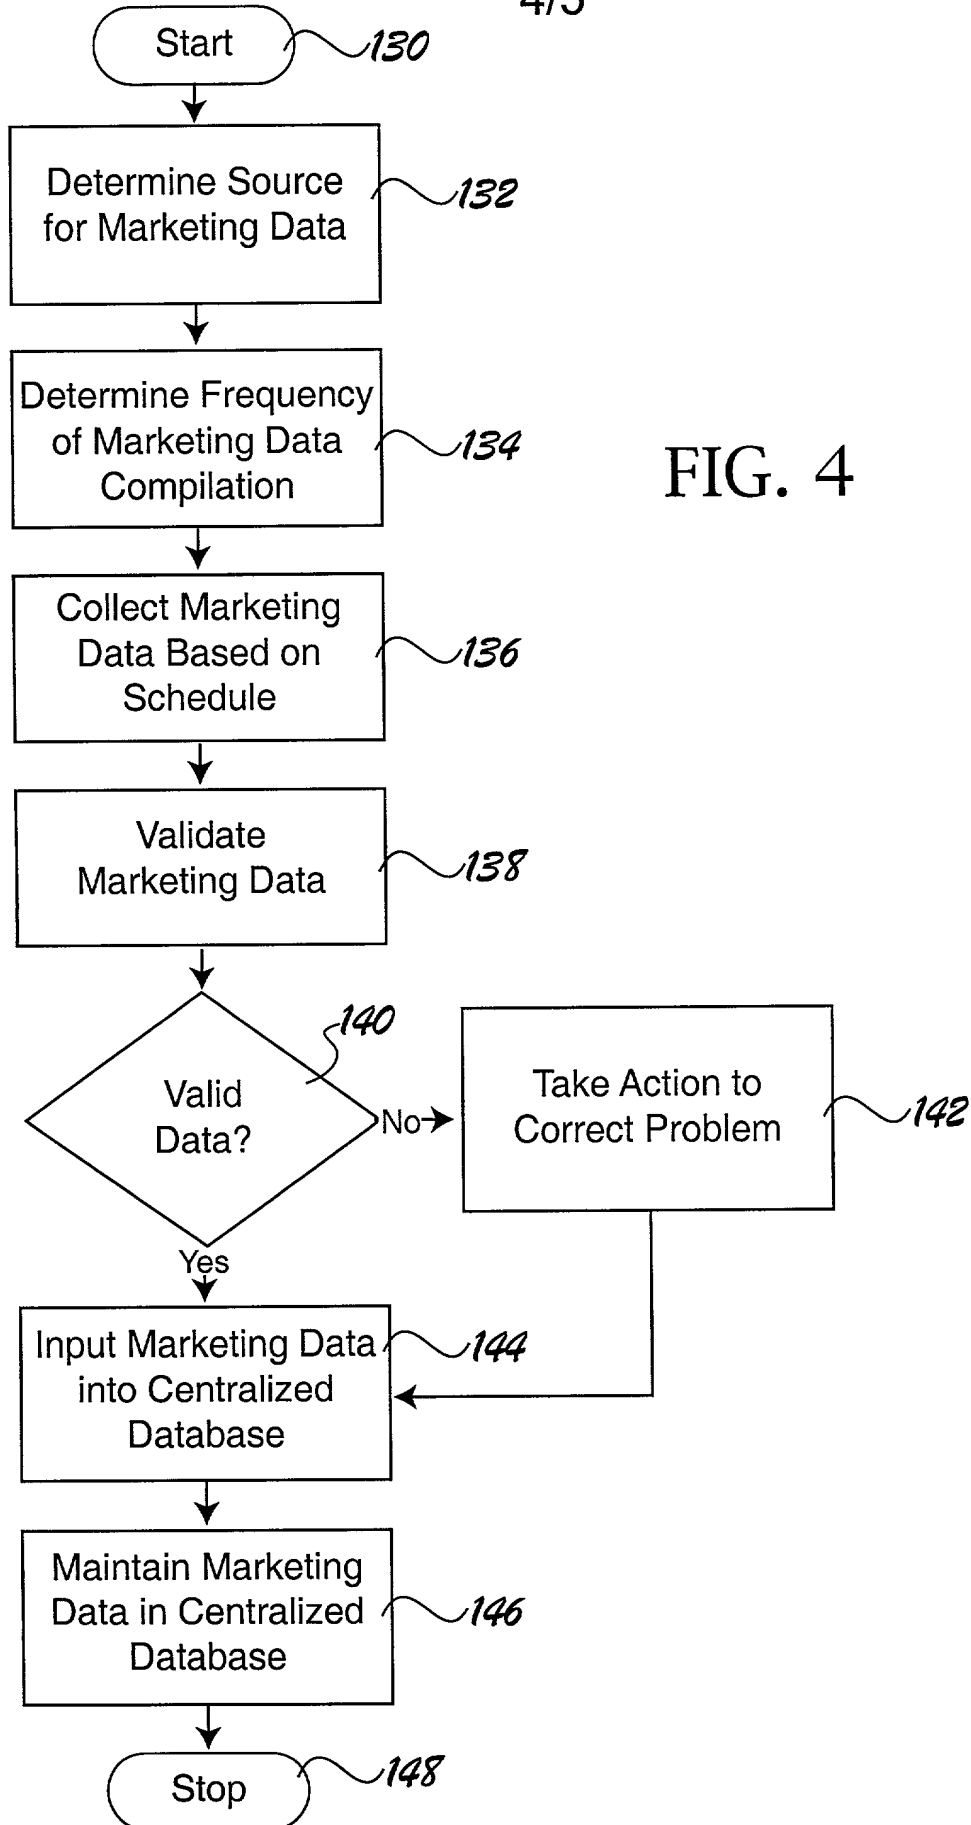 4/5
Start
130
Determine Source
for Marketing Data
132
Determine Frequency
of Marketing Data
Compilation
134
FIG. 4
Collect Marketing
Data Based on
Schedule
136
Validate
Marketing Data
138
140
Valid
Data?
No
Take Action to
Correct Problem
142
Yes
Input Marketing Data
into Centralized
Database
144
Maintain Marketing
Data in Centralized
Database
146
Stop
148